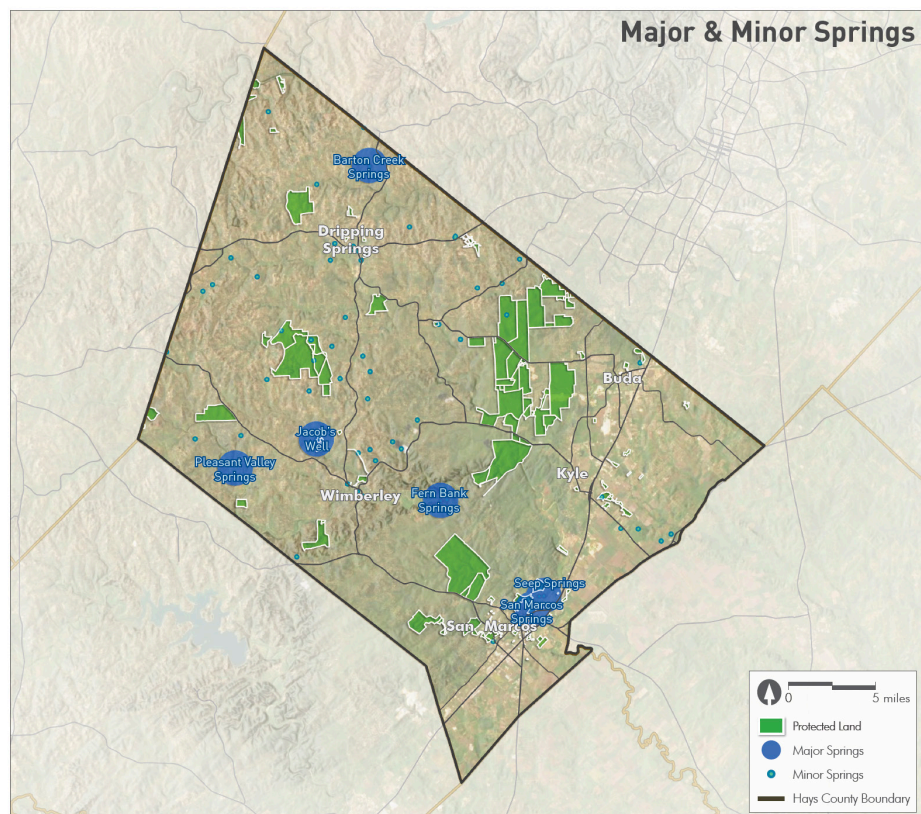 Major & Minor Springs
Barton Creek
Springs
Dripping
Springs
Buda
Jacob's
Well
Pleasant Valley
Springs
Kyle
Wimberley
Fern Bank
Springs
Seep Springs
San Marcos
Springs
San Marcos
0
5 miles
Protected Land
Major Springs
Minor Springs
Hays County Boundary